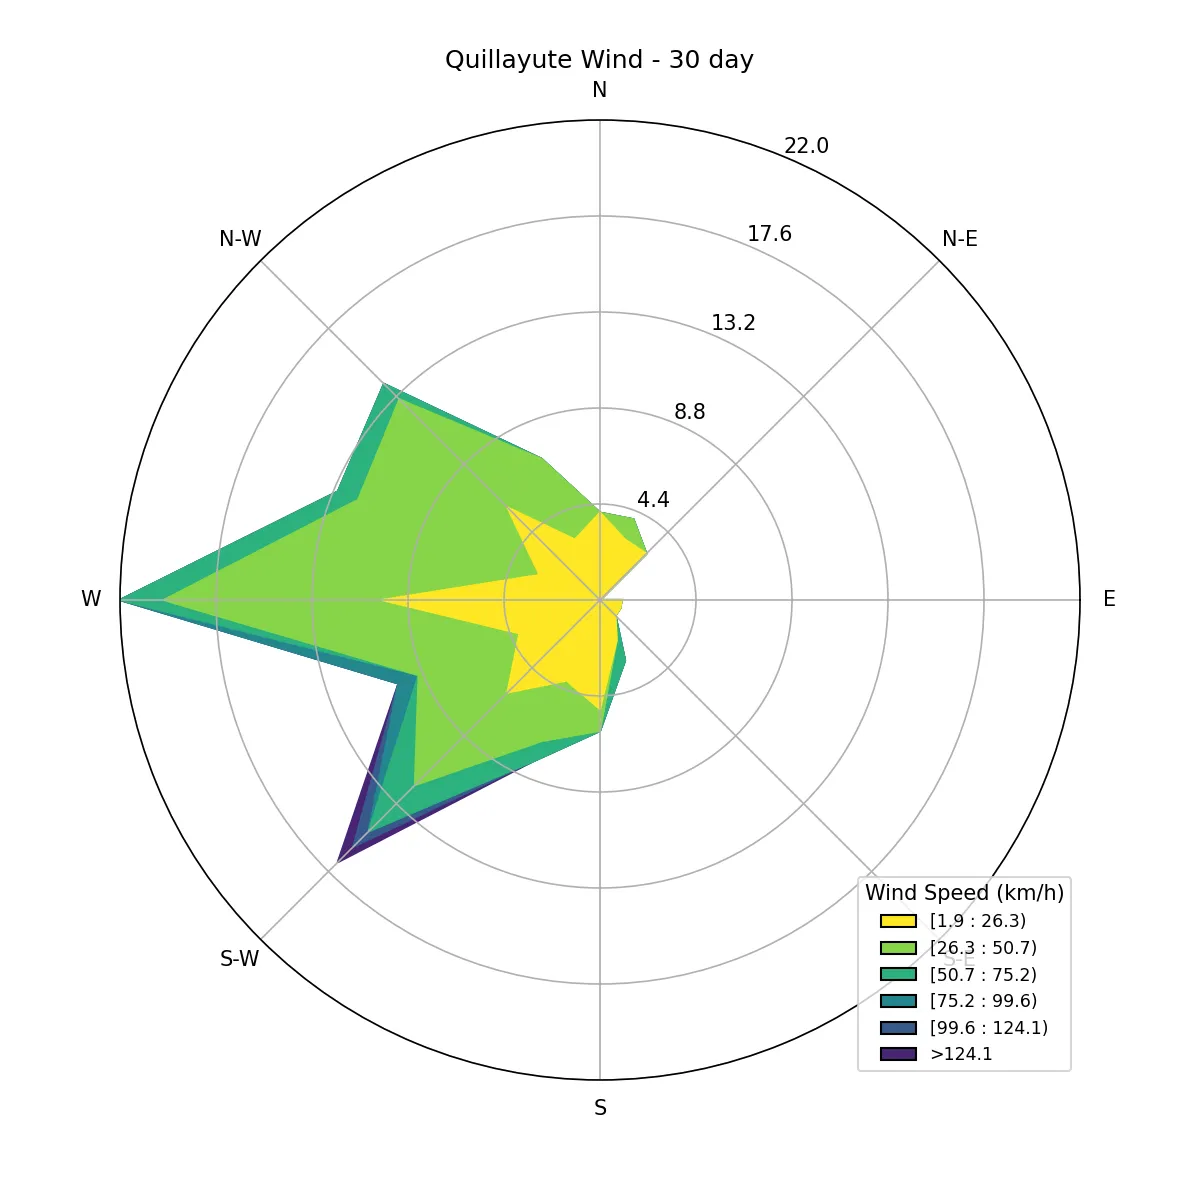 Quillayute Wind - 30 day
N
22.0
N-W
N-E
17.6
13.2
8.8
4.4
W
E
S-W
S-E
S
Wind Speed (km/h)
[1.9 : 26.3)
[26.3 : 50.7)
[50.7 : 75.2)
[75.2 : 99.6)
[99.6 : 124.1)
>124.1